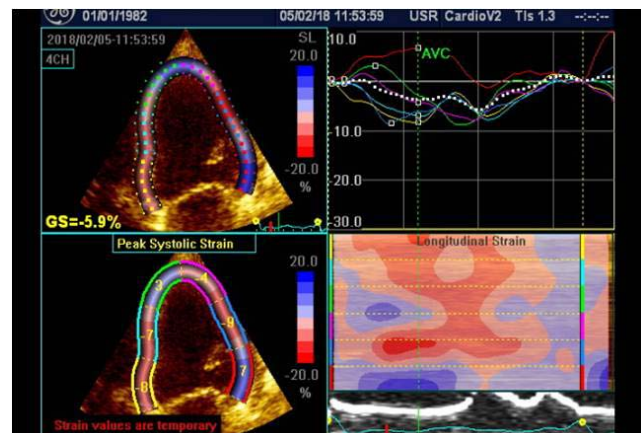 01/01/1982 05/02/18 11:53:59 USR CardioV2 TIs 1.3 --:--:--
2018/02/05-11:53:59 SL
4CH
20.0
-20.0
%
GS=-5.9%
10.0
AVC
0.0
-10.0
-20.0
-30.0
Peak Systolic Strain
20.0
3 -4
-7 -9
-8 7
-20.0
%
Strain values are temporary
Longitudinal Strain